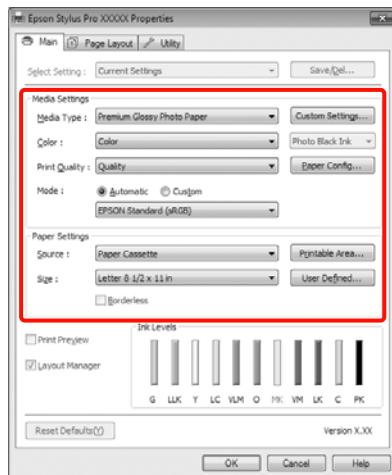 Epson Stylus Pro XXXXX Properties
Main Page Layout Utility
Select Setting : Current Settings Save/Del...
Media Settings
Media Type : Premium Glossy Photo Paper Custom Settings...
Color : Color Photo Black Ink
Print Quality : Quality Paper Config...
Mode : Automatic Custom
EPSON Standard (sRGB)
Paper Settings
Source : Paper Cassette Printable Area...
Size : Letter 8 1/2 x 11 in User Defined...
Borderless
Ink Levels
Print Preview
Layout Manager
G LLK Y LC VLM O MK VM LK C PK
Reset Defaults(Y) Version X.XX
OK Cancel Help